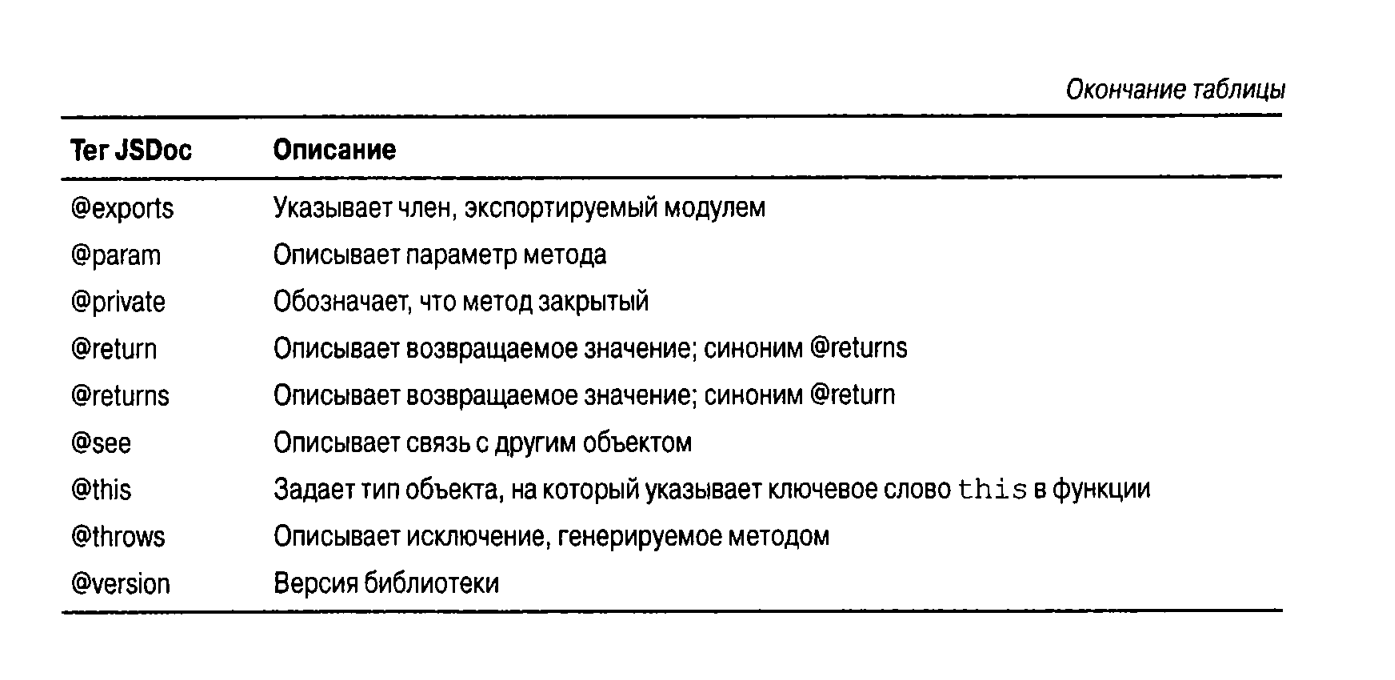 Окончание таблицы
Тег JSDoc Описание
@exports Указывает член, экспортируемый модулем
@param Описывает параметр метода
@private Обозначает, что метод закрытый
@return Описывает возвращаемое значение; синоним @returns
@returns Описывает возвращаемое значение; синоним @return
@see Описывает связь с другим объектом
@this Задает тип объекта, на который указывает ключевое слово this в функции
@throws Описывает исключение, генерируемое методом
@version Версия библиотеки